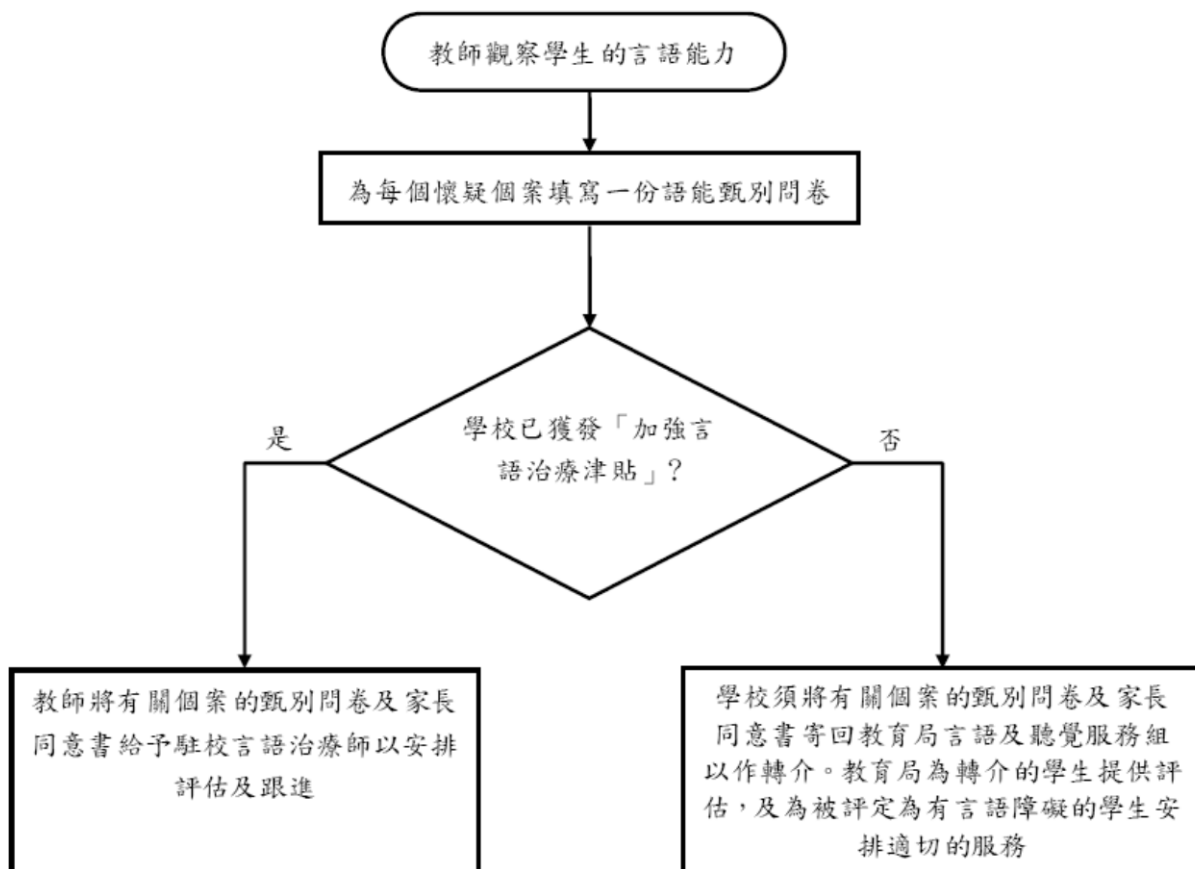 教師觀察學生的言語能力
為每個懷疑個案填寫一份語能甄別問卷
學校已獲發「加強言
語治療津貼」?
是
否
教師將有關個案的甄別問卷及家長
同意書給予駐校言語治療師以安排
評估及跟進
學校須將有關個案的甄別問卷及家長
同意書寄回教育局言語及聽覺服務組
以作轉介。教育局為轉介的學生提供評
估,及為被評定為有言語障礙的學生安
排適切的服務